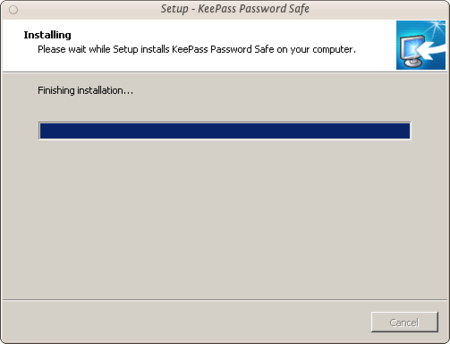 Setup - KeePass Password Safe
Installing
Please wait while Setup installs KeePass Password Safe on your computer.
Finishing installation...
Cancel